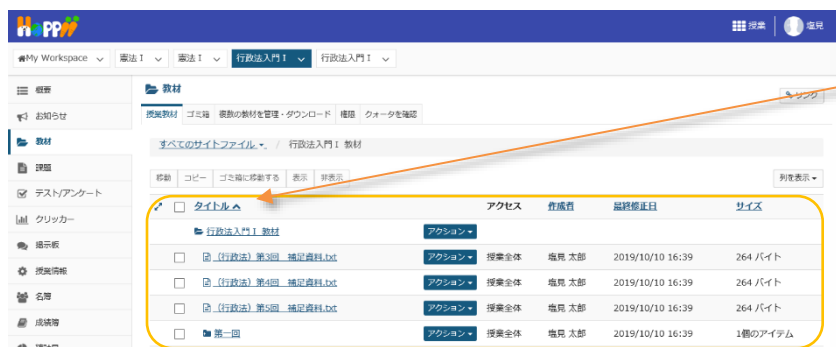 Hoppii
授業 塩見
My Workspace 憲法 I 憲法 I 行政法入門 I 行政法入門 I
概要
お知らせ
教材
課題
テスト/アンケート
クリッカー
掲示板
授業情報
名簿
成績簿
教材
リンク
授業教材 ゴミ箱 複数の教材を管理・ダウンロード 権限 クォータを確認
すべてのサイトファイル / 行政法入門 I 教材
移動 コピー ゴミ箱に移動する 表示 非表示 列を表示
タイトル アクセス 作成者 最終修正日 サイズ
行政法入門 I 教材 アクション
（行政法）第3回 補足資料.txt アクション 授業全体 塩見 太郎 2019/10/10 16:39 264 バイト
（行政法）第4回 補足資料.txt アクション 授業全体 塩見 太郎 2019/10/10 16:39 264 バイト
（行政法）第5回 補足資料.txt アクション 授業全体 塩見 太郎 2019/10/10 16:39 264 バイト
第一回 アクション 授業全体 塩見 太郎 2019/10/10 16:39 1個のアイテム